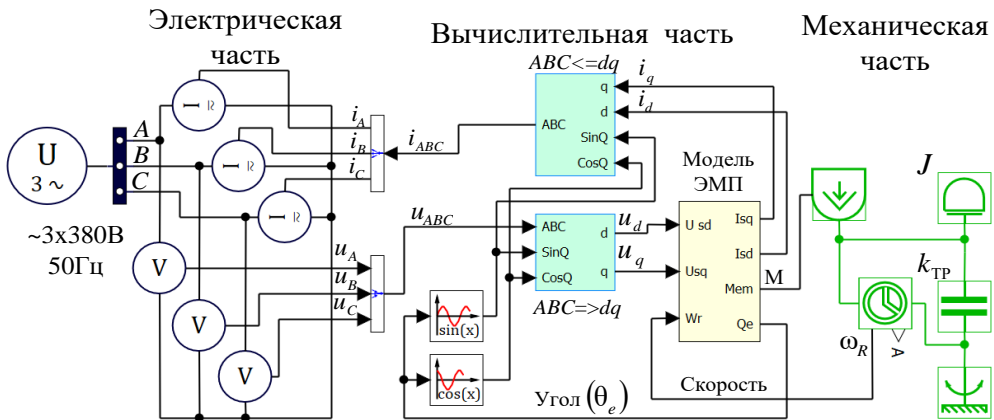 Электрическая
часть
Вычислительная часть
Механическая
часть
ABC<=dq
i_q
q
i_d
d
ABC
SinQ
CosQ
I
≈
i_A
i_B
i_C
i_ABC
U
3 ~
A
B
C
I
≈
I
≈
~3x380В
50Гц
Модель
ЭМП
J
u_ABC
ABC
SinQ
CosQ
d
q
u_d
u_q
ABC=>dq
U sd
Usq
Wr
Isq
Isd
Mem
Qe
M
k_ТР
V
V
V
u_A
u_B
u_C
sin(x)
cos(x)
ω_R
A
Скорость
Угол (θ_e)